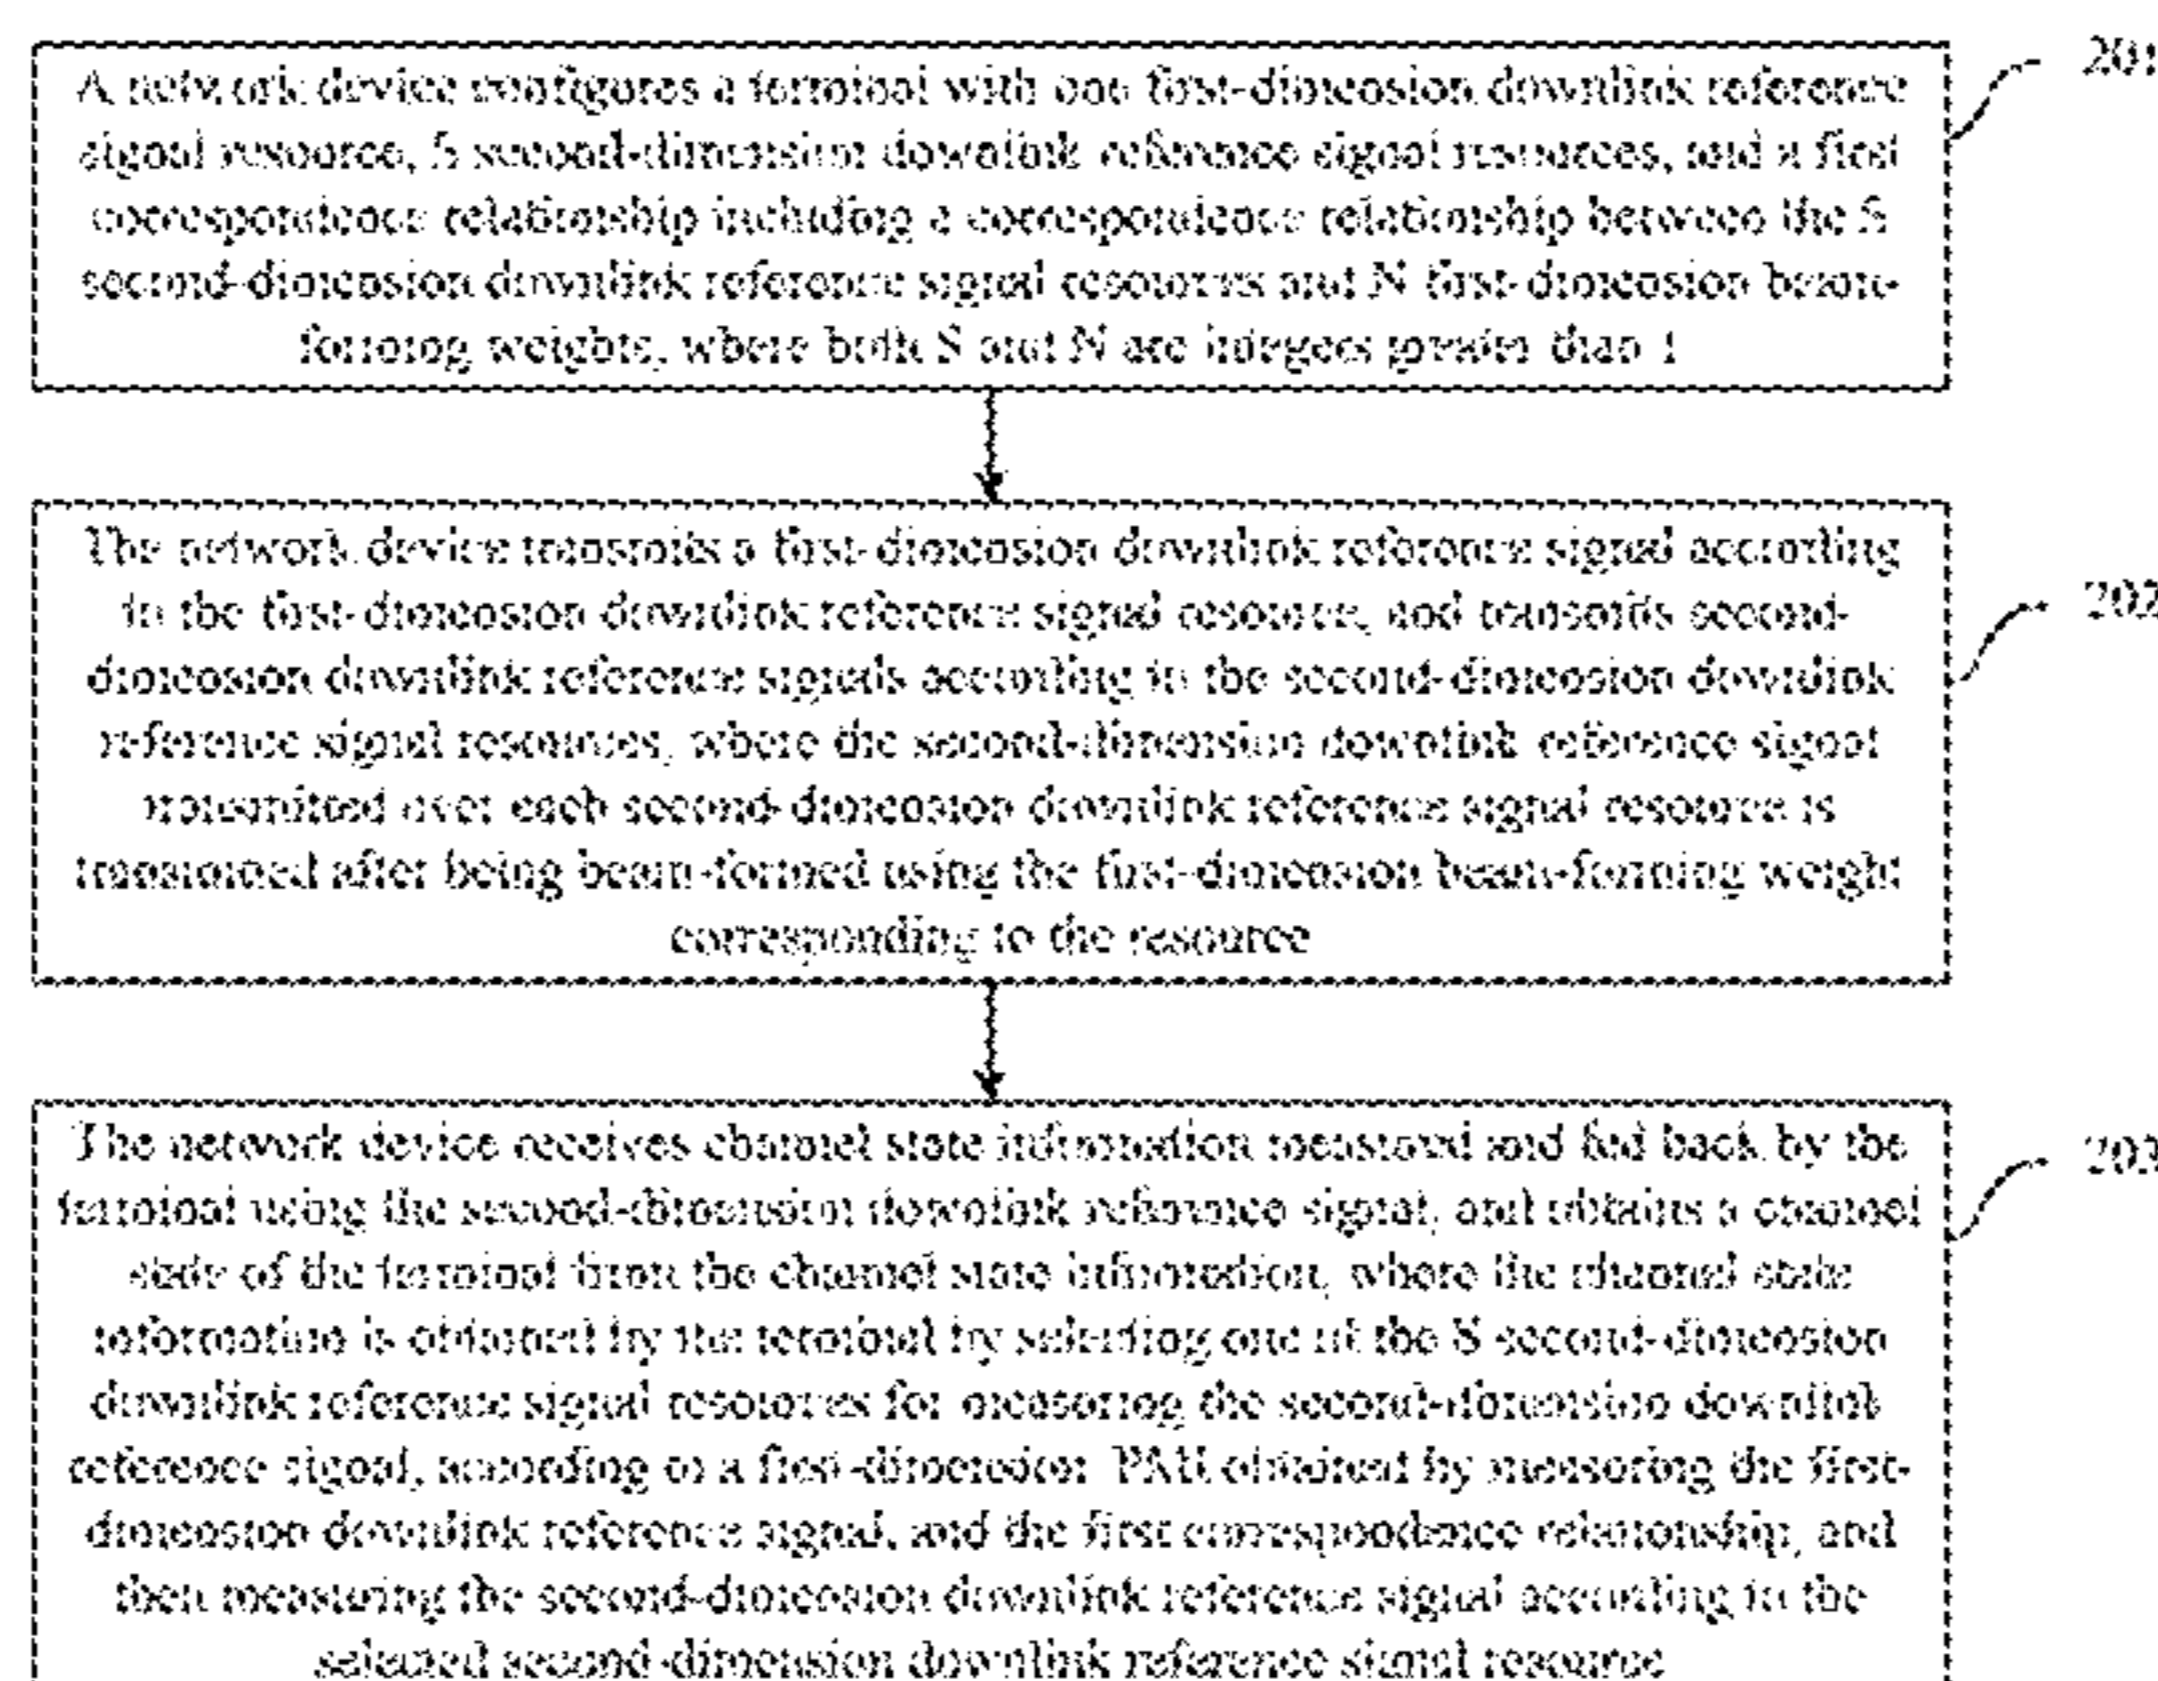 A network device configures a terminal with one first-dimension downlink reference
signal resource, S second-dimension downlink reference signal resources, and a first
correspondence relationship including a correspondence relationship between the S
second-dimension downlink reference signal resources and N first-dimension beam-
forming weights, where both S and N are integers greater than 1
201
The network device transmits a first-dimension downlink reference signal according
to the first-dimension downlink reference signal resource, and transmits second-
dimension downlink reference signals according to the second-dimension downlink
reference signal resources, where the second-dimension downlink reference signal
transmitted over each second-dimension downlink reference signal resource is
transmitted after being beam-formed using the first-dimension beam-forming weight
corresponding to the resource
202
The network device receives channel state information measured and fed back by the
terminal using the second-dimension downlink reference signal, and obtains a channel
state of the terminal from the channel state information, where the channel state
information is obtained by the terminal by selecting one of the S second-dimension
downlink reference signal resources for measuring the second-dimension downlink
reference signal, according to a first-dimension PMI obtained by measuring the first-
dimension downlink reference signal, and the first correspondence relationship, and
then measuring the second-dimension downlink reference signal according to the
selected second-dimension downlink reference signal resource
203